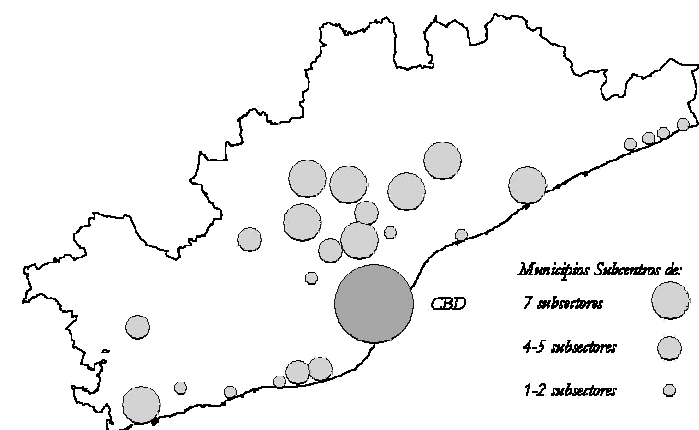 Municipios Subcentros de:
7 subsectores
CBD
4-5 subsectores
1-2 subsectores